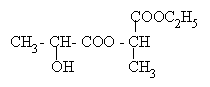 COOC₂H₅
CH₃- CH- COO - CH
OH CH₃